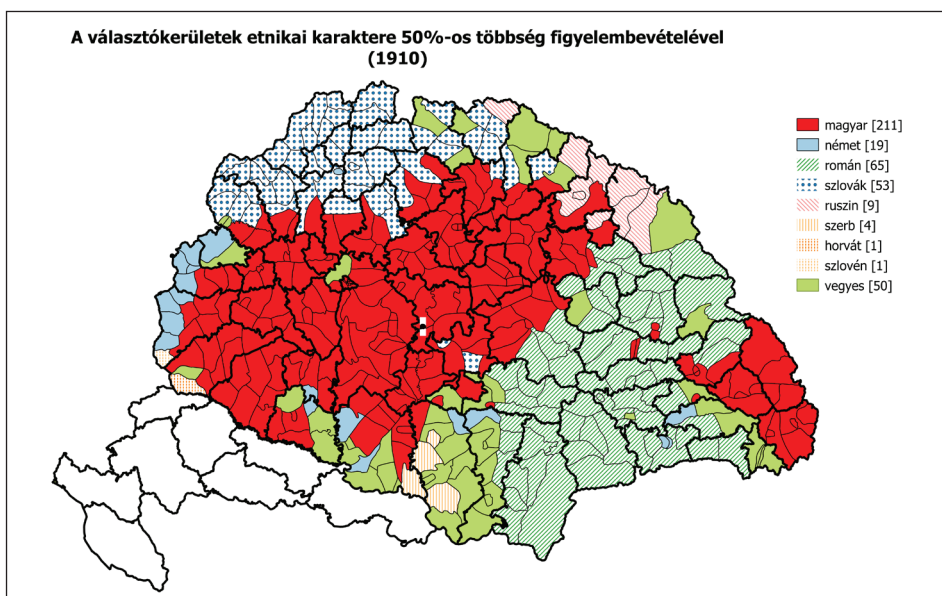 A választókerületek etnikai karaktere 50%-os többség figyelembevételével
(1910)
magyar [211]
német [19]
román [65]
szlovák [53]
ruszin [9]
szerb [4]
horvát [1]
szlovén [1]
vegyes [50]